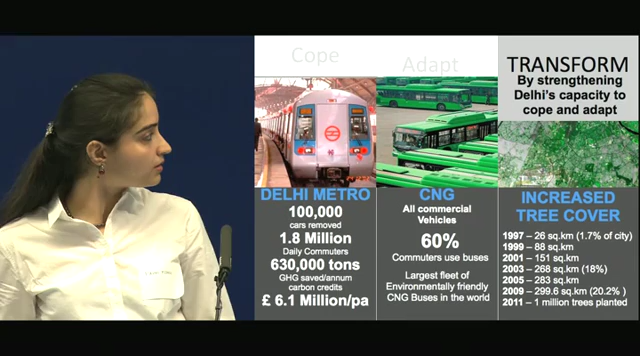 Cope
DELHI METRO
100,000
cars removed
1.8 Million
Daily Commuters
630,000 tons
GHG saved/annum
carbon credits
£ 6.1 Million/pa
Adapt
CNG
All commercial
Vehicles
60%
Commuters use buses
Largest fleet of
Environmentally friendly
CNG Buses in the world
TRANSFORM
By strengthening
Delhi's capacity to
cope and adapt
INCREASED
TREE COVER
1997 – 26 sq.km (1.7% of city)
1999 – 88 sq.km
2001 – 151 sq.km
2003 – 268 sq.km (18%)
2005 – 283 sq.km
2009 – 299.6 sq.km (20.2% )
2011 – 1 million trees planted